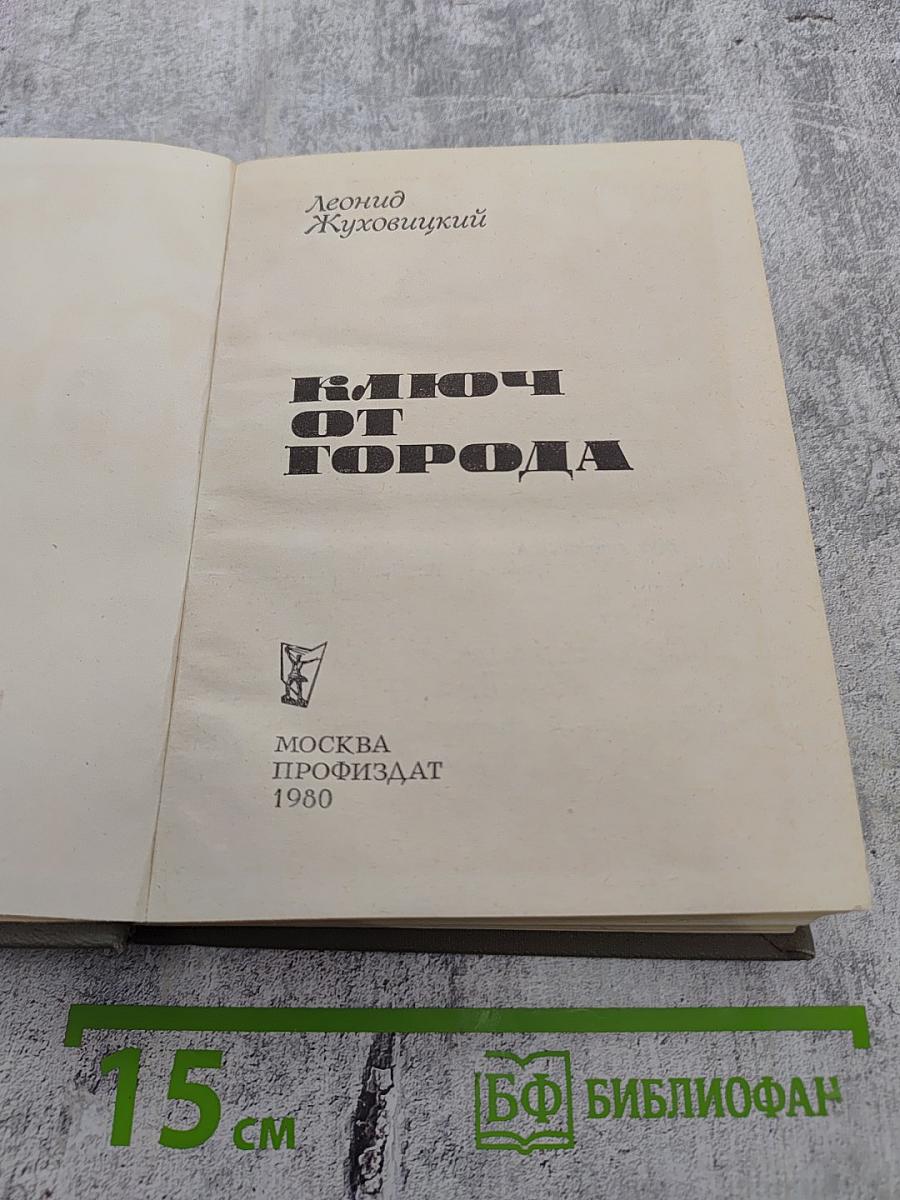 Леонид
Жуховицкий
КЛЮЧ
ОТ
ГОРОДА
МОСКВА
ПРОФИЗДАТ
1980
15 см
БФ БИБЛИОФАН